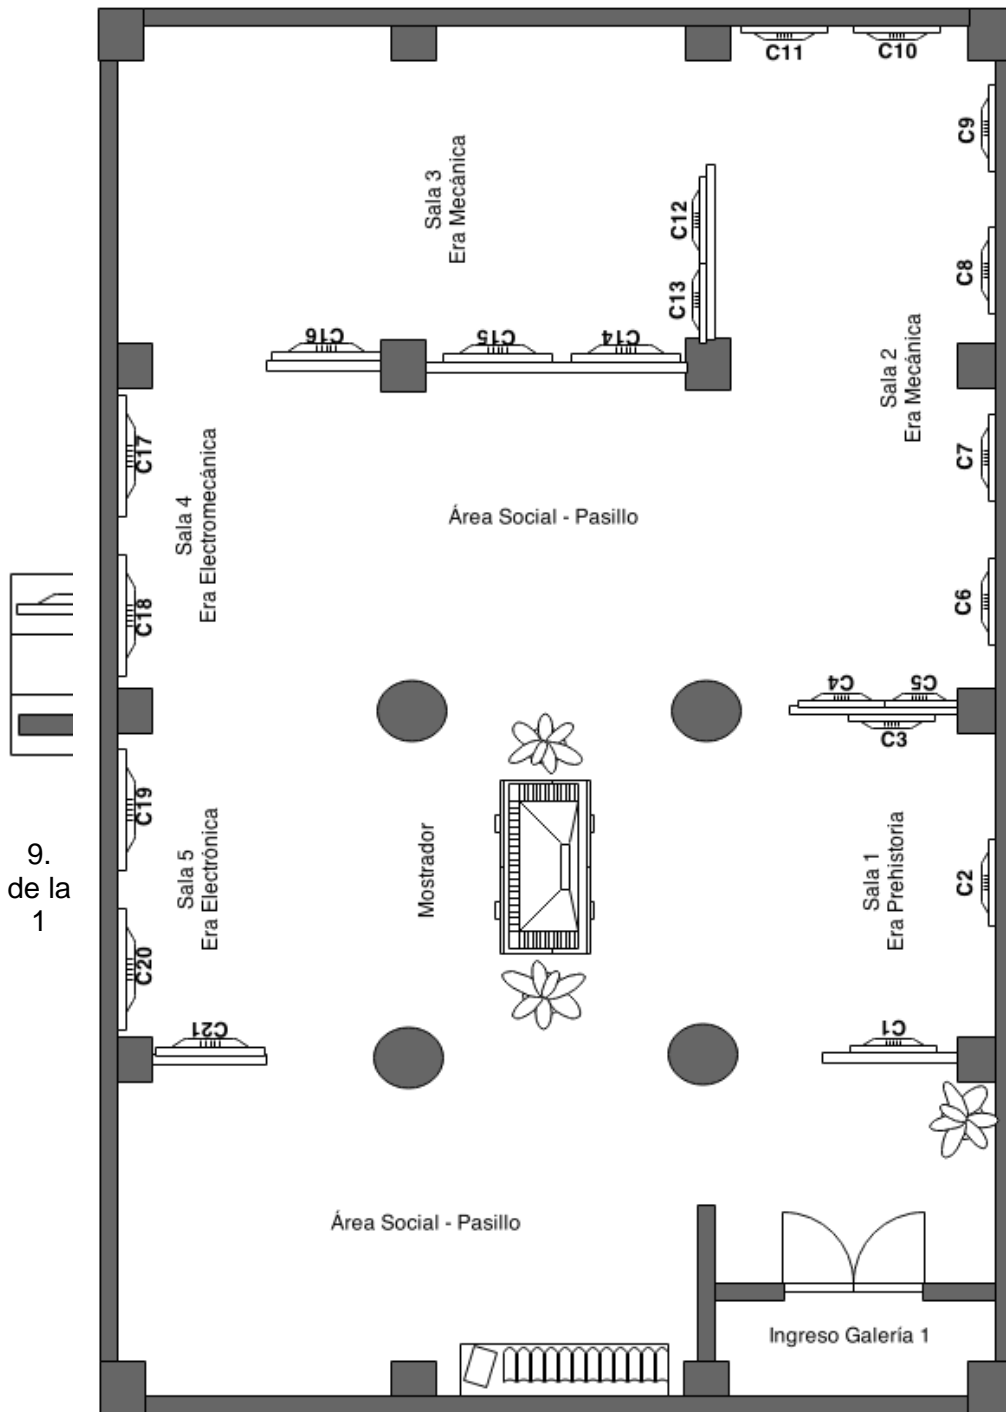 C11
C10
C9
Sala 3
Era Mecánica
C12
C13
C8
C16
C15
C14
Sala 2
Era Mecánica
C17
C7
Sala 4
Era Electromecánica
Área Social - Pasillo
C18
C6
C4
C5
C3
C19
Sala 5
Era Electrónica
Mostrador
Sala 1
Era Prehistoria
C2
9.
de la
1
C20
C21
C1
Área Social - Pasillo
Ingreso Galería 1